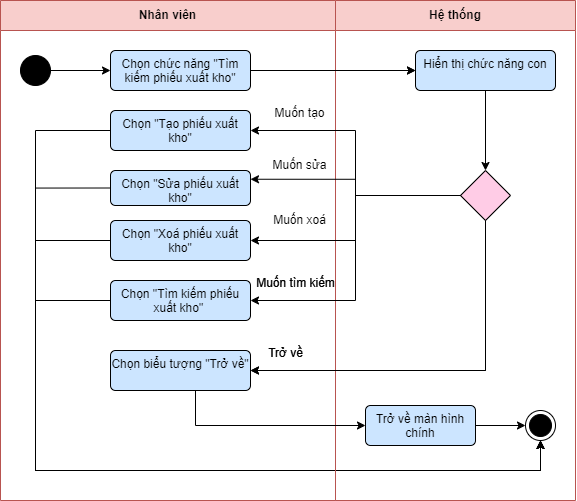 Nhân viên
Hệ thống
Chọn chức năng "Tìm
kiếm phiếu xuất kho"
Hiển thị chức năng con
Chọn "Tạo phiếu xuất
kho"
Muốn tạo
Chọn "Sửa phiếu xuất
kho"
Muốn sửa
Chọn "Xoá phiếu xuất
kho"
Muốn xoá
Chọn "Tìm kiếm phiếu
xuất kho"
Muốn tìm kiếm
Chọn biểu tượng "Trở về"
Trở về
Trở về màn hình
chính